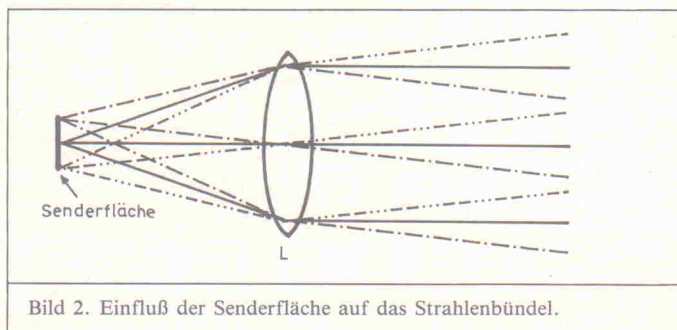 Senderfläche
L
Bild 2. Einfluß der Senderfläche auf das Strahlenbündel.